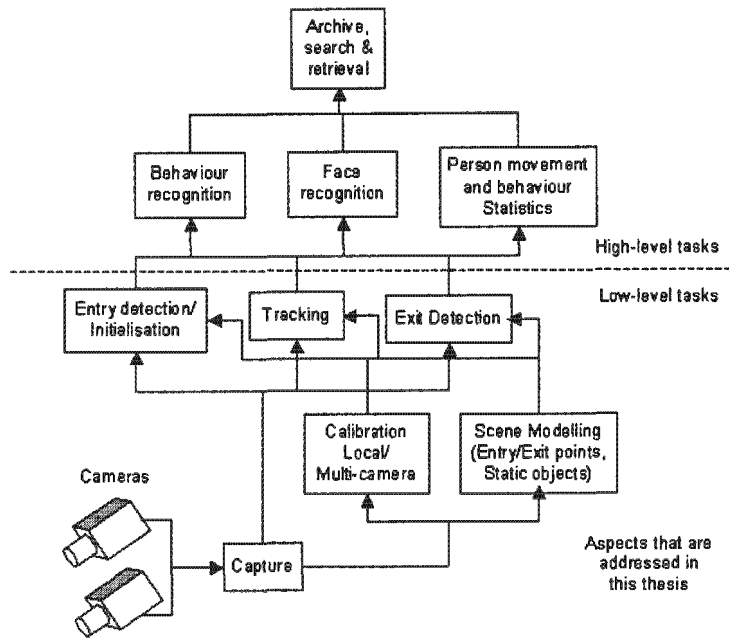 Archive,
search &
retrieval
Behaviour
recognition
Face
recognition
Person movement
and behaviour
Statistics
High-level tasks
Low-level tasks
Entry detection/
Initialisation
Tracking
Exit Detection
Calibration
Local/
Multi-camera
Scene Modelling
(Entry/Exit points,
Static objects)
Cameras
Capture
Aspects that are
addressed in
this thesis